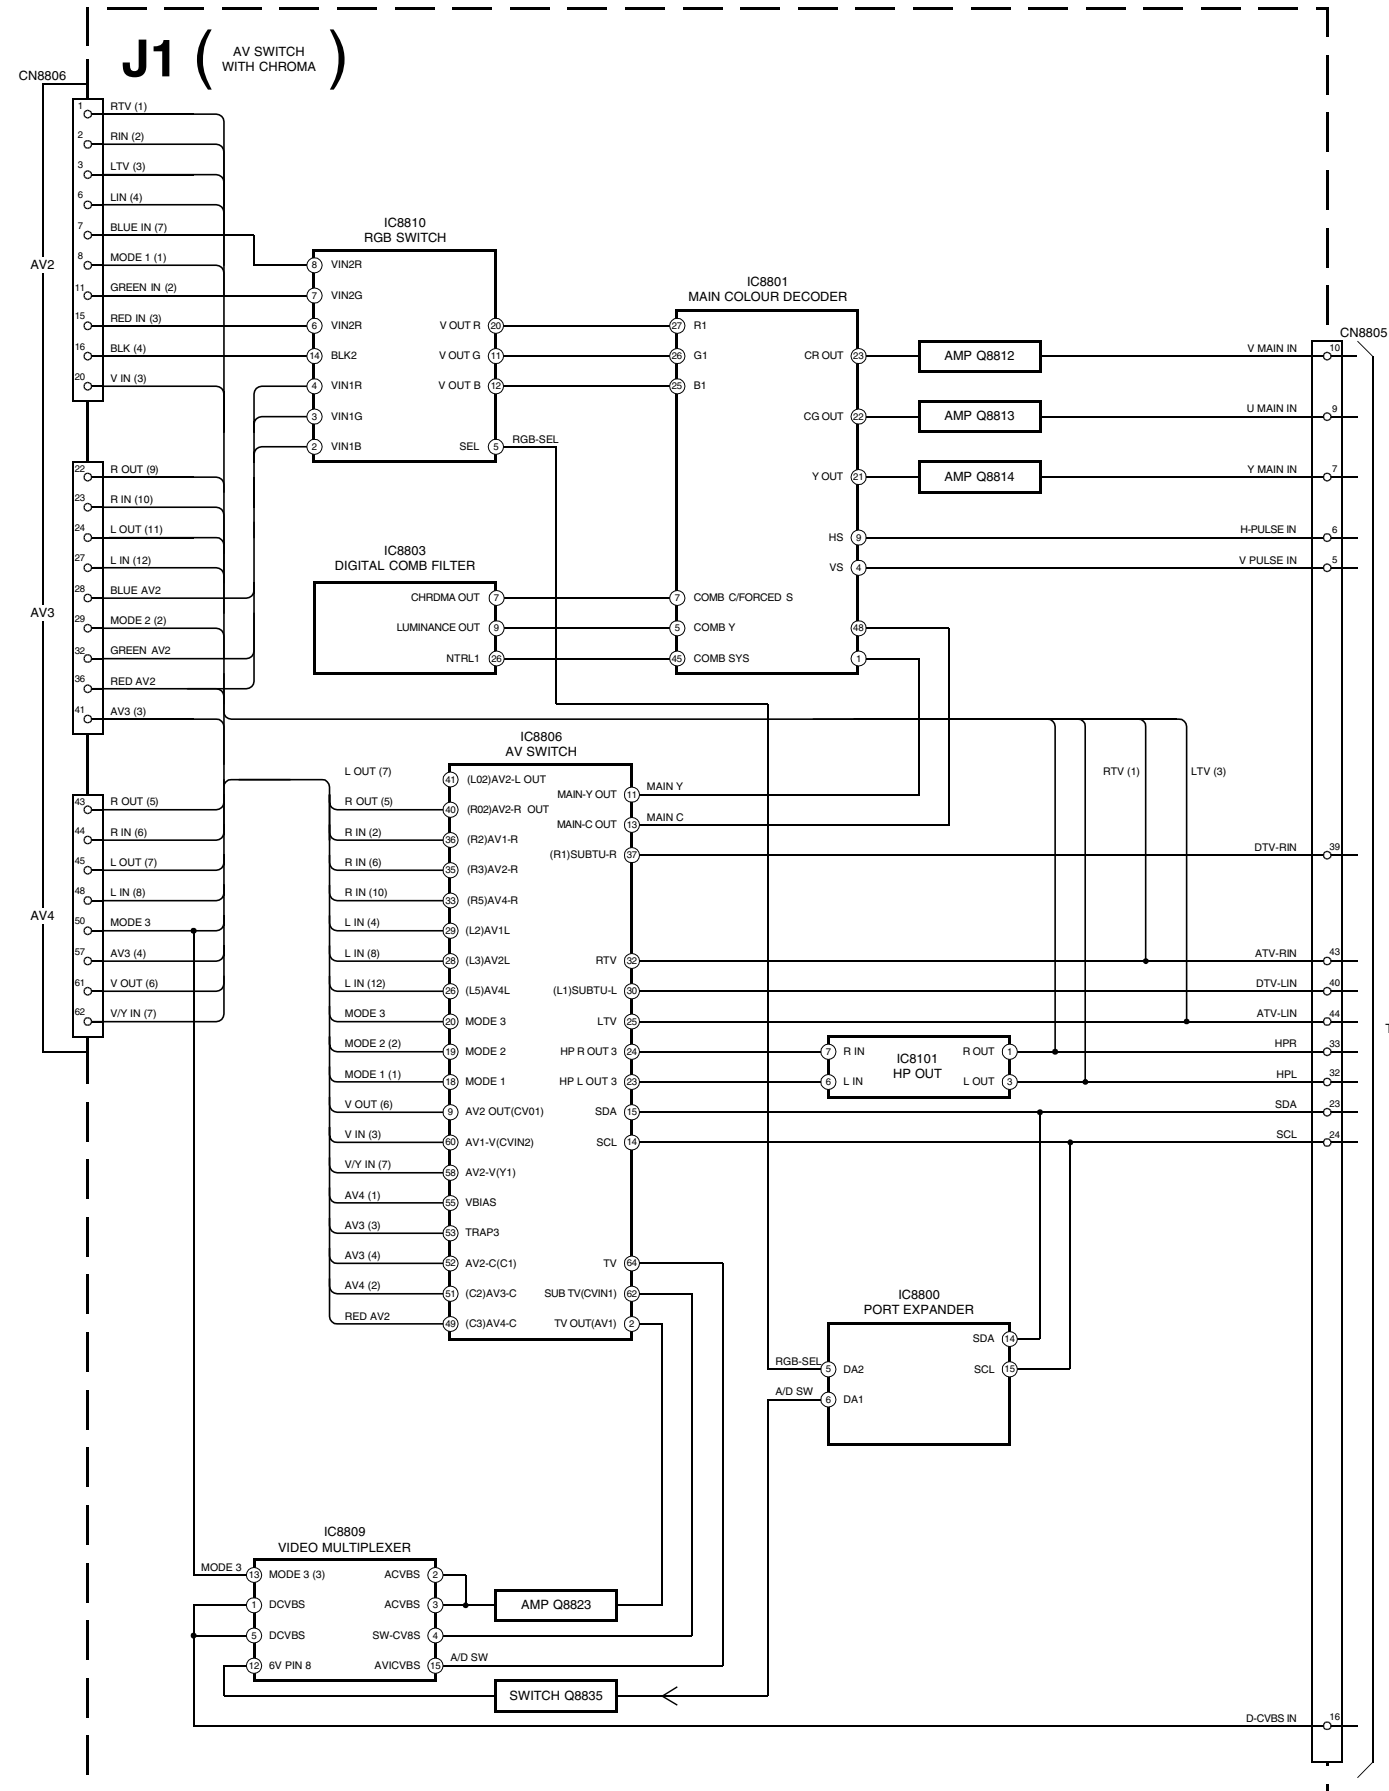 J1 ( AV SWITCH
WITH CHROMA )
CN8806
AV2
1 RTV (1)
2 RIN (2)
3 LTV (3)
6 LIN (4)
7 BLUE IN (7)
8 MODE 1 (1)
11 GREEN IN (2)
15 RED IN (3)
16 BLK (4)
20 V IN (3)
AV3
22 R OUT (9)
23 R IN (10)
24 L OUT (11)
27 L IN (12)
28 BLUE AV2
29 MODE 2 (2)
32 GREEN AV2
36 RED AV2
41 AV3 (3)
AV4
43 R OUT (5)
44 R IN (6)
45 L OUT (7)
48 L IN (8)
50 MODE 3
57 AV3 (4)
61 V OUT (6)
62 V/Y IN (7)
IC8810
RGB SWITCH
8 VIN2R
7 VIN2G
6 VIN2R
14 BLK2
4 VIN1R
3 VIN1G
2 VIN1B
V OUT R 20
V OUT G 11
V OUT B 12
SEL 5 RGB-SEL
IC8801
MAIN COLOUR DECODER
27 R1
26 G1
25 B1
7 COMB C/FORCED S
5 COMB Y
45 COMB SYS
CR OUT 23
CG OUT 22
Y OUT 21
HS 9
VS 4
48
1
AMP Q8812
AMP Q8813
AMP Q8814
IC8803
DIGITAL COMB FILTER
CHRDMA OUT 7
LUMINANCE OUT 9
NTRL1 26
CN8805
V MAIN IN 10
U MAIN IN 9
Y MAIN IN 7
H-PULSE IN 6
V PULSE IN 5
RTV (1)
LTV (3)
IC8806
AV SWITCH
L OUT (7) 41 (L02)AV2-L OUT
R OUT (5) 40 (R02)AV2-R OUT
R IN (2) 36 (R2)AV1-R
R IN (6) 35 (R3)AV2-R
R IN (10) 33 (R5)AV4-R
L IN (4) 29 (L2)AV1L
L IN (8) 28 (L3)AV2L
L IN (12) 26 (L5)AV4L
MODE 3 20 MODE 3
MODE 2 (2) 19 MODE 2
MODE 1 (1) 18 MODE 1
V OUT (6) 9 AV2 OUT(CV01)
V IN (3) 60 AV1-V(CVIN2)
V/Y IN (7) 58 AV2-V(Y1)
AV4 (1) 55 VBIAS
AV3 (3) 53 TRAP3
AV3 (4) 52 AV2-C(C1)
AV4 (2) 51 (C2)AV3-C
RED AV2 49 (C3)AV4-C
MAIN-Y OUT 11 MAIN Y
MAIN-C OUT 13 MAIN C
(R1)SUBTU-R 37
RTV 32
(L1)SUBTU-L 30
LTV 25
HP R OUT 3 24
HP L OUT 3 23
SDA 15
SCL 14
TV 64
SUB TV(CVIN1) 62
TV OUT(AV1) 2
IC8101
HP OUT
7 R IN
6 L IN
R OUT 1
L OUT 3
DTV-RIN 39
ATV-RIN 43
DTV-LIN 40
ATV-LIN 44
T
HPR 33
HPL 32
SDA 23
SCL 24
IC8800
PORT EXPANDER
SDA 14
SCL 15
RGB-SEL 5 DA2
A/D SW 6 DA1
IC8809
VIDEO MULTIPLEXER
MODE 3 13 MODE 3 (3)
1 DCVBS
5 DCVBS
12 6V PIN 8
ACVBS 2
ACVBS 3
SW-CV8S 4
AVICVBS 15 A/D SW
AMP Q8823
SWITCH Q8835
D-CVBS IN 16